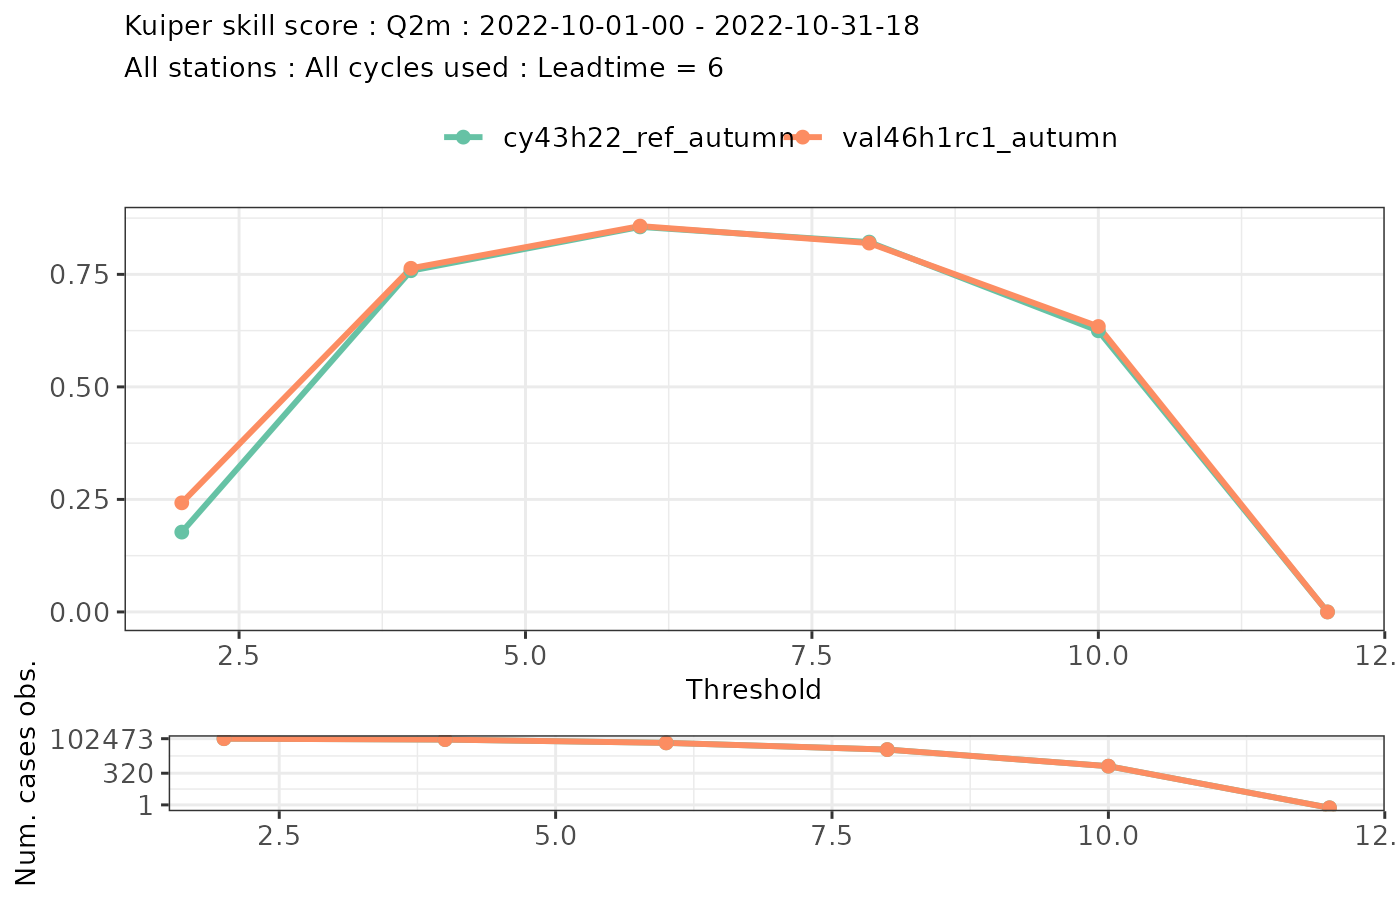 Kuiper skill score : Q2m : 2022-10-01-00 - 2022-10-31-18
All stations : All cycles used : Leadtime = 6
cy43h22_ref_autumn val46h1rc1_autumn
0.75
0.50
0.25
0.00
2.5 5.0 7.5 10.0 12.
Threshold
Num. cases obs.
102473
320
1
2.5 5.0 7.5 10.0 12.